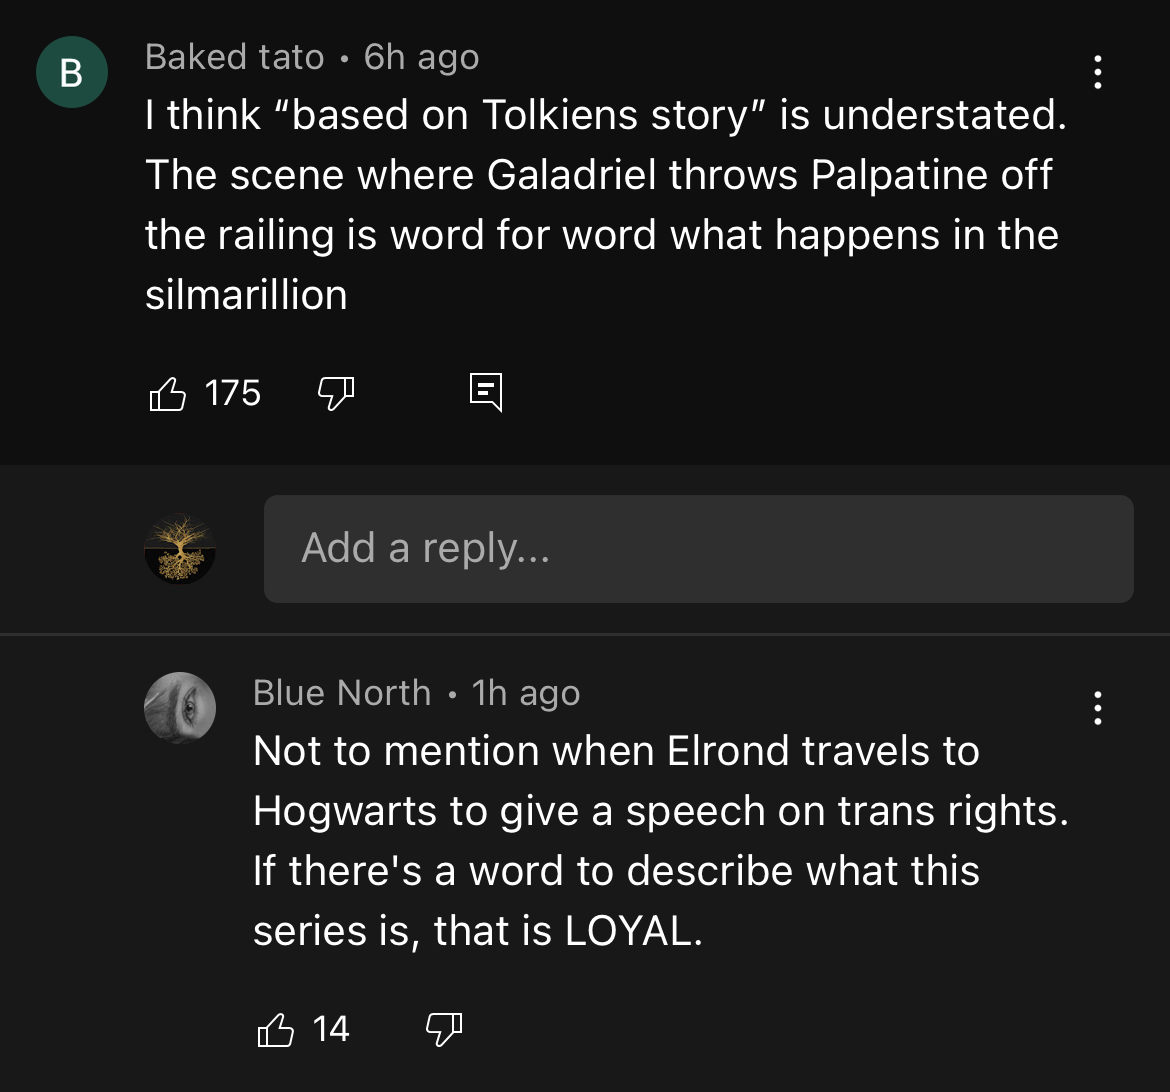 B
Baked tato • 6h ago
I think “based on Tolkiens story” is understated.
The scene where Galadriel throws Palpatine off
the railing is word for word what happens in the
silmarillion
175
Add a reply...
Blue North • 1h ago
Not to mention when Elrond travels to
Hogwarts to give a speech on trans rights.
If there's a word to describe what this
series is, that is LOYAL.
14